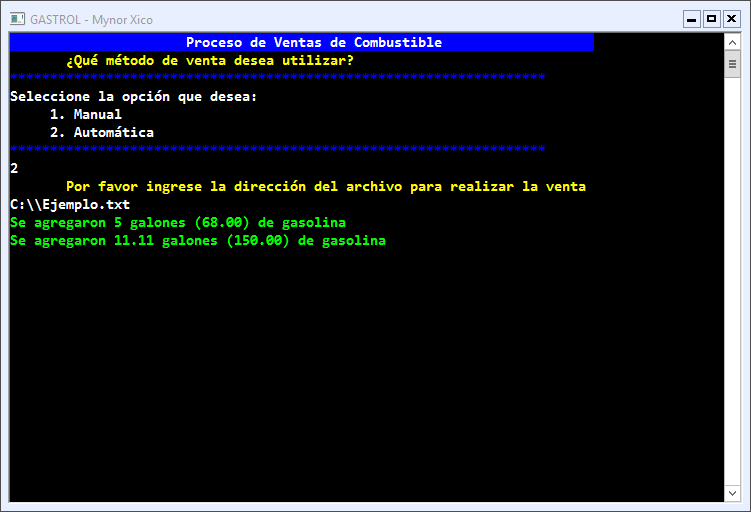 GASTROL - Mynor Xico
Proceso de Ventas de Combustible
¿Qué método de venta desea utilizar?
*******************************************************************
Seleccione la opción que desea:
1. Manual
2. Automática
*******************************************************************
2
Por favor ingrese la dirección del archivo para realizar la venta
C:\\Ejemplo.txt
Se agregaron 5 galones (68.00) de gasolina
Se agregaron 11.11 galones (150.00) de gasolina